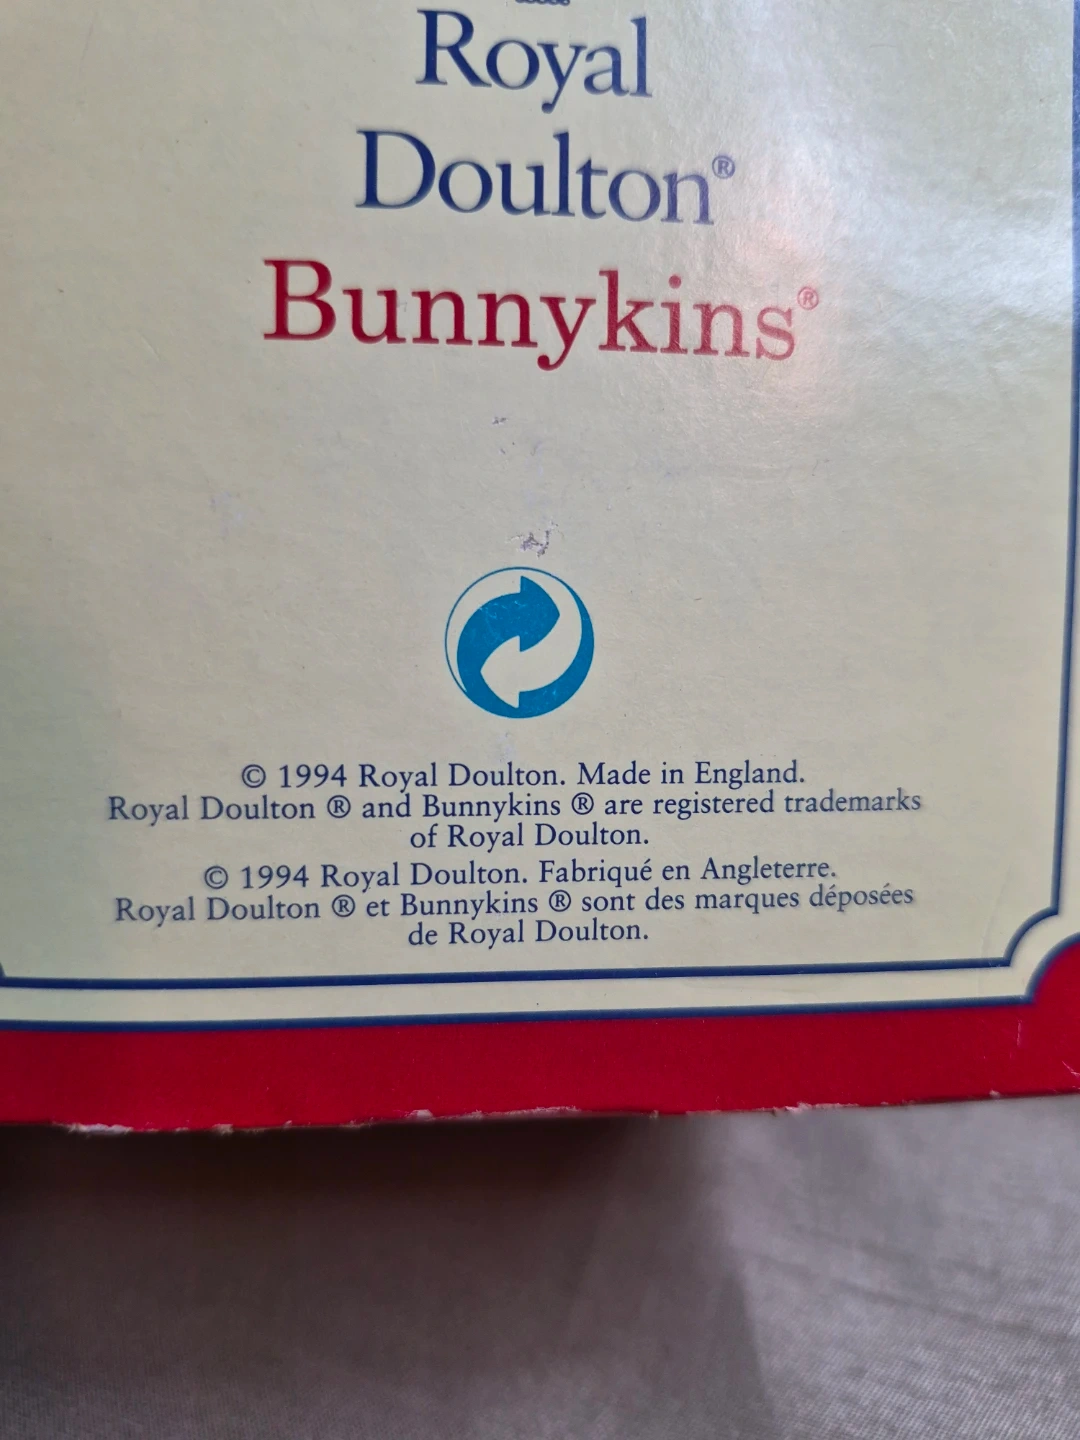 Royal
Doulton®
Bunnykins®
© 1994 Royal Doulton. Made in England.
Royal Doulton ® and Bunnykins ® are registered trademarks
of Royal Doulton.
© 1994 Royal Doulton. Fabriqué en Angleterre.
Royal Doulton ® et Bunnykins ® sont des marques déposées
de Royal Doulton.